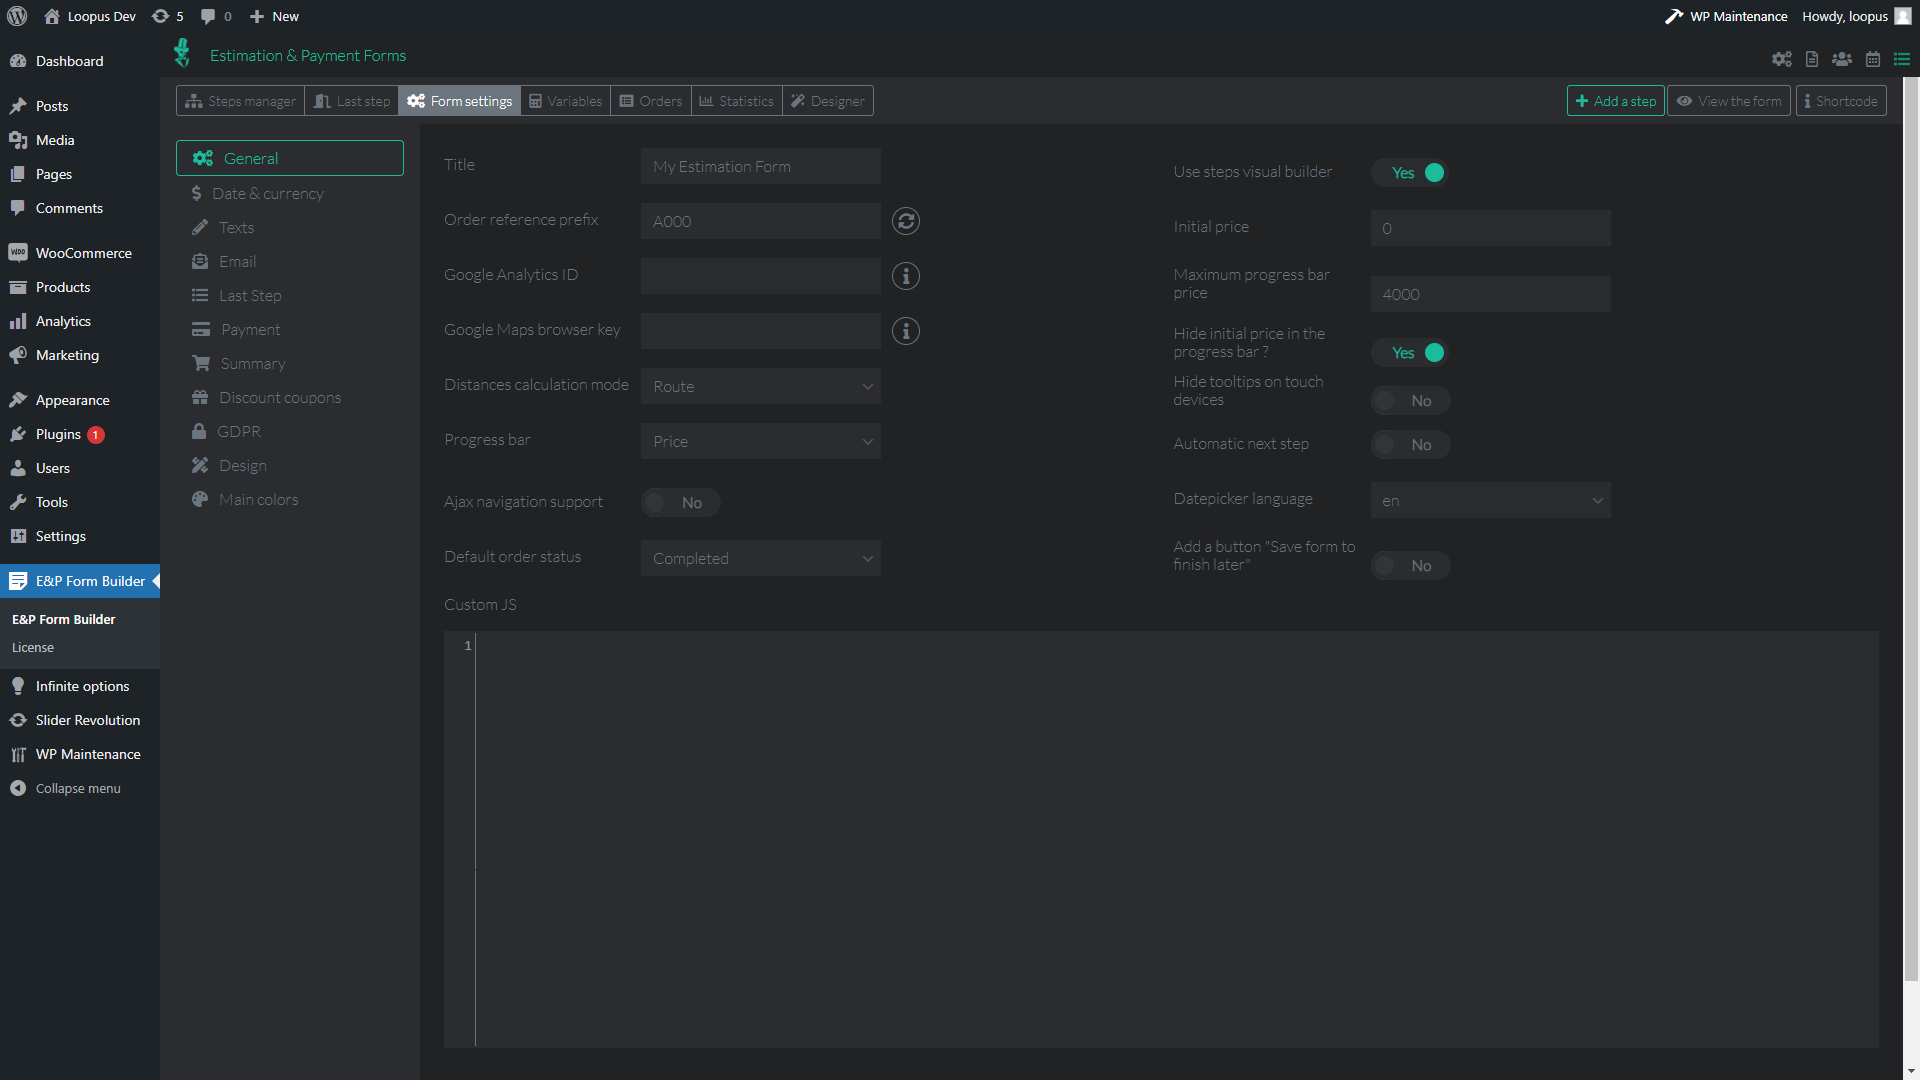 Loopus Dev
5
0
New
WP Maintenance
Howdy, loopus
Dashboard
Posts
Media
Pages
Comments
WooCommerce
Products
Analytics
Marketing
Appearance
Plugins 1
Users
Tools
Settings
E&P Form Builder
E&P Form Builder
License
Infinite options
Slider Revolution
WP Maintenance
Collapse menu
Estimation & Payment Forms
Steps manager
Last step
Form settings
Variables
Orders
Statistics
Designer
Add a step
View the form
Shortcode
General
Date & currency
Texts
Email
Last Step
Payment
Summary
Discount coupons
GDPR
Design
Main colors
Title
My Estimation Form
Order reference prefix
A000
Google Analytics ID
Google Maps browser key
Distances calculation mode
Route
Progress bar
Price
Ajax navigation support
No
Default order status
Completed
Use steps visual builder
Yes
Initial price
0
Maximum progress bar
price
4000
Hide initial price in the
progress bar ?
Yes
Hide tooltips on touch
devices
No
Automatic next step
No
Datepicker language
en
Add a button "Save form to
finish later"
No
Custom JS
1